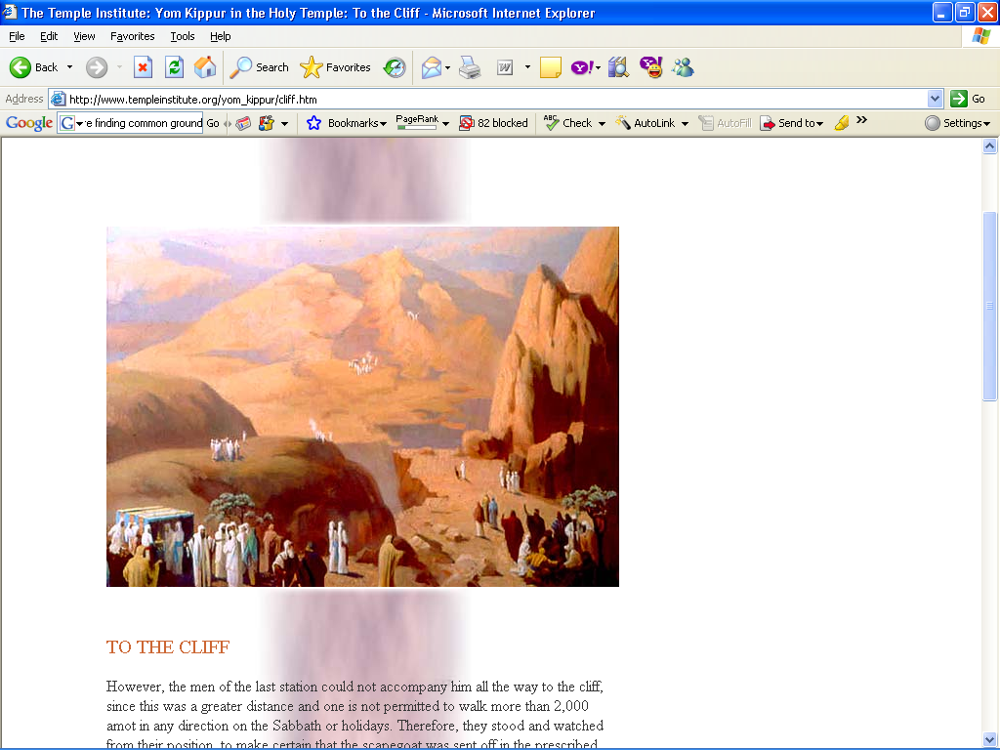 The Temple Institute: Yom Kippur in the Holy Temple: To the Cliff - Microsoft Internet Explorer
File Edit View Favorites Tools Help
Back Search Favorites W Y!
Address http://www.templeinstitute.org/yom_kippur/cliff.htm Go
Google G e finding common ground Go Bookmarks PageRank 82 blocked ABC Check AutoLink AutoFill Send to » Settings
TO THE CLIFF
However, the men of the last station could not accompany him all the way to the cliff,
since this was a greater distance and one is not permitted to walk more than 2,000
amot in any direction on the Sabbath or holidays. Therefore, they stood and watched
from their position, to make certain that the scapegoat was sent off in the prescribed